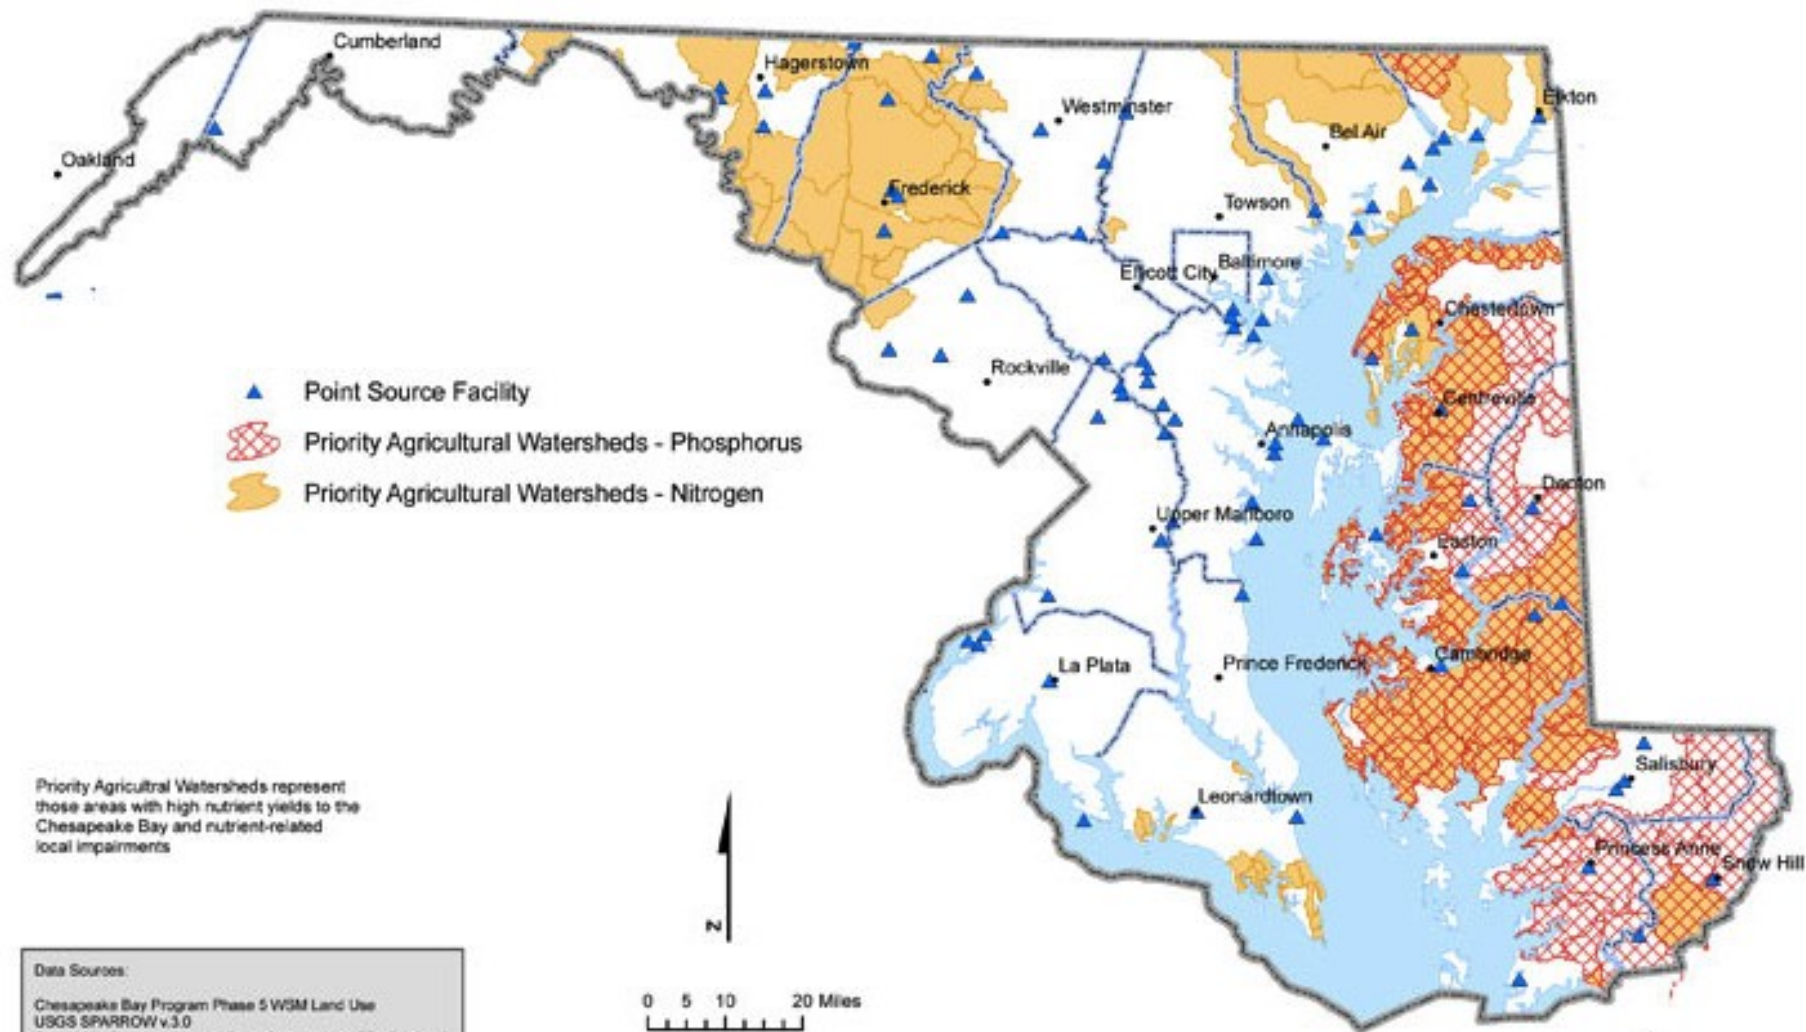 Cumberland
Hagerstown
Westminster
Elkton
Bel Air
Oakland
Frederick
Towson
Ellicott City
Baltimore
Chestertown
Rockville
Centreville
Annapolis
Denton
Upper Marlboro
Easton
La Plata
Prince Frederick
Cambridge
Salisbury
Leonardtown
Princess Anne
Snow Hill
Point Source Facility
Priority Agricultural Watersheds - Phosphorus
Priority Agricultural Watersheds - Nitrogen
Priority Agricultral Watersheds represent
those areas with high nutrient yields to the
Chesapeake Bay and nutrient-related
local impairments
N
Data Sources:
Chesapeake Bay Program Phase 5 WSM Land Use
USGS SPARROW v.3.0
0 5 10 20 Miles